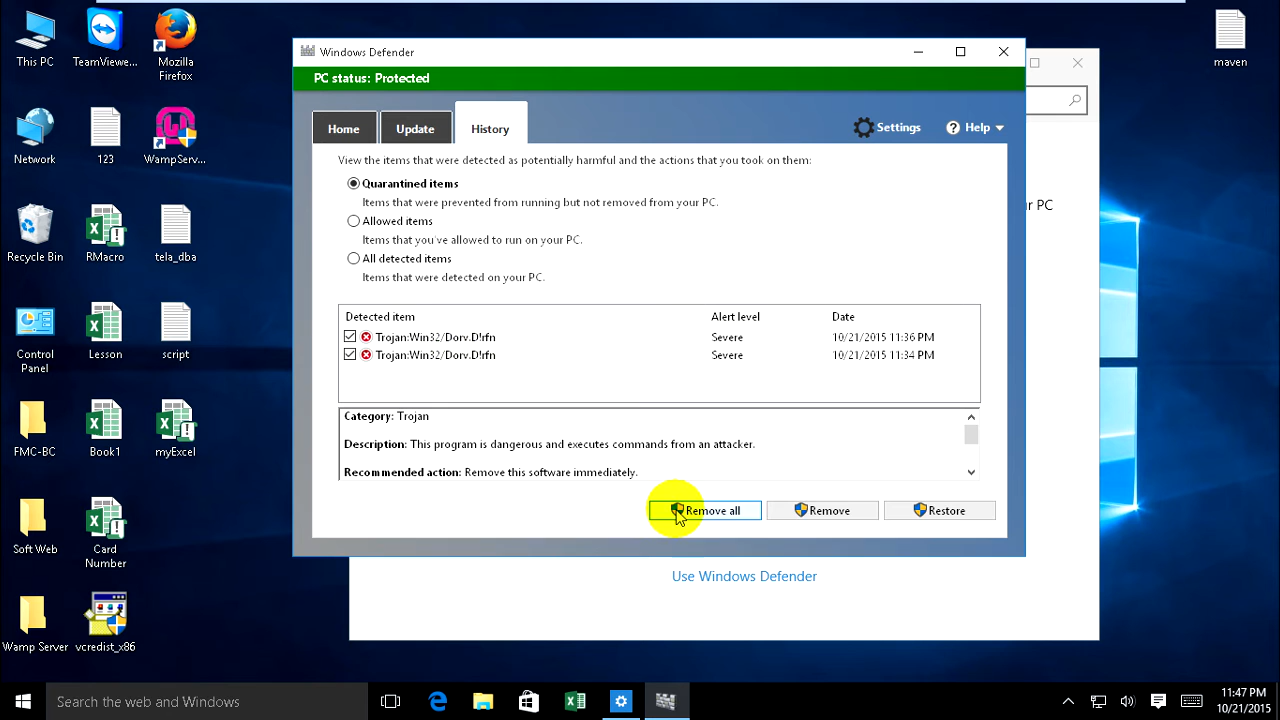 This PC
TeamViewe...
Mozilla
Firefox
Network
123
WampServ...
Recycle Bin
RMacro
tela_dba
Control
Panel
Lesson
script
FMC-BC
Book1
myExcel
Soft Web
Card
Number
Wamp Server
vcredist_x86
maven
Windows Defender
PC status: Protected
Home
Update
History
Settings
Help
View the items that were detected as potentially harmful and the actions that you took on them:
Quarantined items
Items that were prevented from running but not removed from your PC.
Allowed items
Items that you've allowed to run on your PC.
All detected items
Items that were detected on your PC.
Detected item Alert level Date
Trojan:Win32/Dorv.D!rfn Severe 10/21/2015 11:36 PM
Trojan:Win32/Dorv.D!rfn Severe 10/21/2015 11:34 PM
Category: Trojan
Description: This program is dangerous and executes commands from an attacker.
Recommended action: Remove this software immediately.
Remove all
Remove
Restore
PC
Use Windows Defender
Search the web and Windows
11:47 PM
10/21/2015